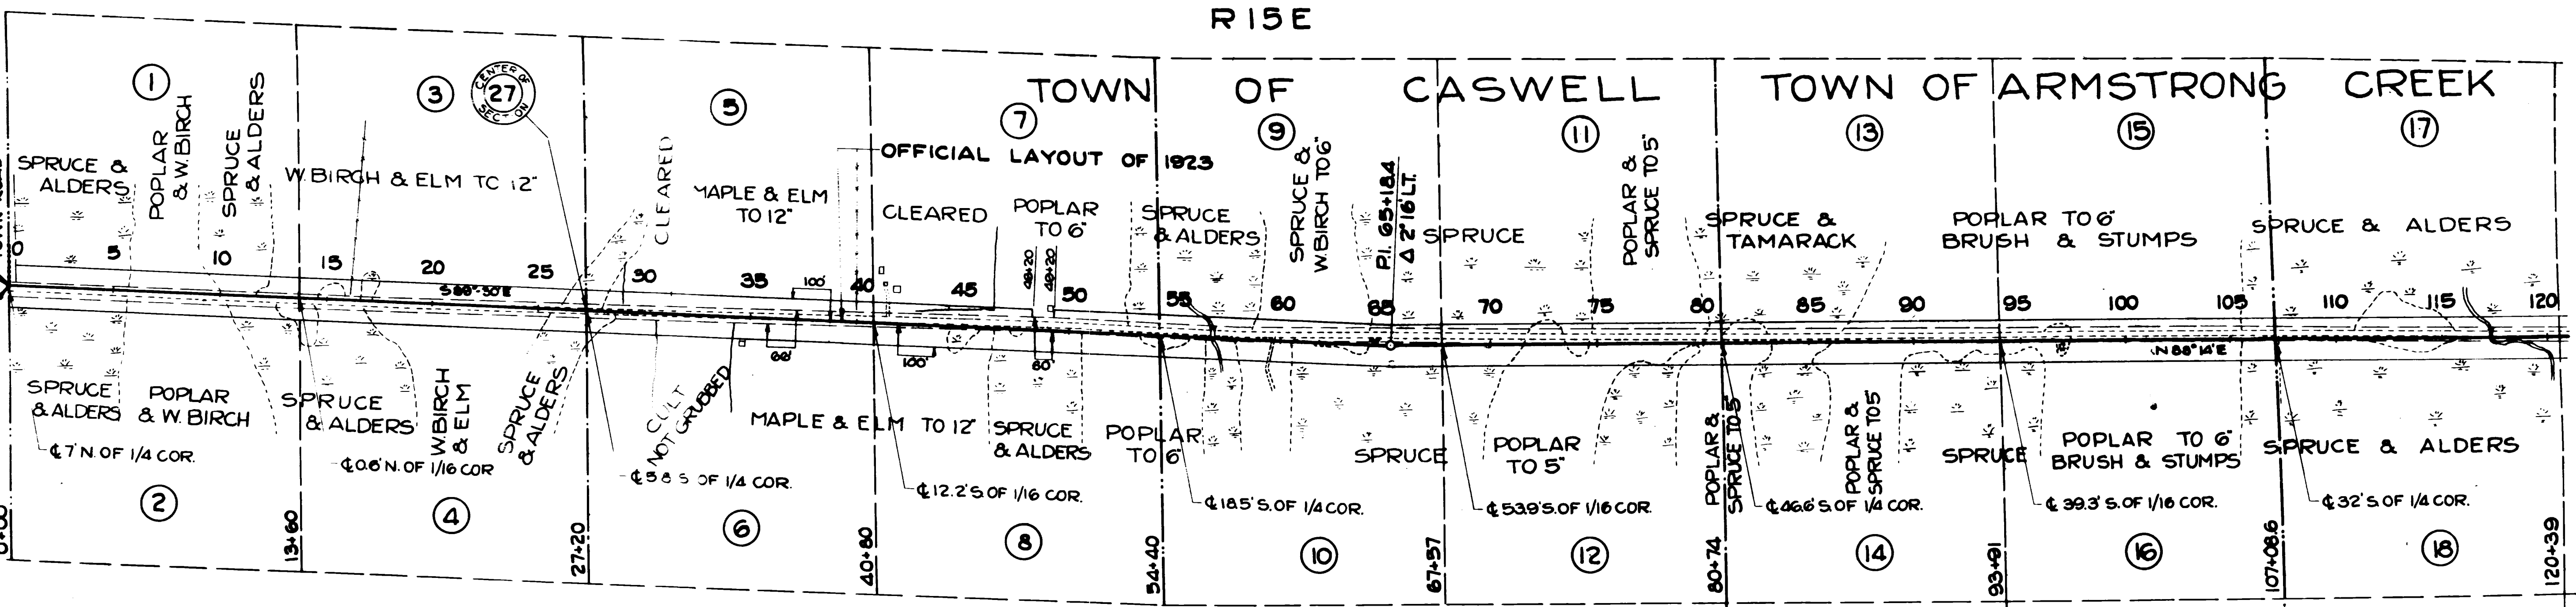 R15E
TOWN OF CASWELL
TOWN OF ARMSTRONG CREEK
1
3
CENTER OF
27
SECTION
5
7
9
11
13
15
17
OFFICIAL LAYOUT OF 1923
SPRUCE &
ALDERS
POPLAR
& W. BIRCH
SPRUCE
& ALDERS
W. BIRCH & ELM TO 12"
CLEARED
MAPLE & ELM
TO 12"
CLEARED
POPLAR
TO 6"
SPRUCE
& ALDERS
SPRUCE &
W. BIRCH TO 6"
P.I. 65+18.4
Δ 2°16' LT.
SPRUCE
POPLAR &
SPRUCE TO 5"
SPRUCE &
TAMARACK
POPLAR TO 6"
BRUSH & STUMPS
SPRUCE & ALDERS
0 5 10 15 20 25 30 35 40 45 50 55 60 65 70 75 80 85 90 95 100 105 110 115 120
100'
48+20
60'
100'
60'
N 88° 14' E
SPRUCE
& ALDERS
POPLAR
& W. BIRCH
SPRUCE
& ALDERS
W. BIRCH
& ELM
SPRUCE
& ALDERS
CULT
NOT GRUBBED
MAPLE & ELM TO 12"
SPRUCE
& ALDERS
POPLAR
TO 6"
SPRUCE
POPLAR
TO 5"
POPLAR &
SPRUCE TO 5"
POPLAR &
SPRUCE TO 5"
SPRUCE
POPLAR TO 6"
BRUSH & STUMPS
SPRUCE & ALDERS
℄ 7' N. OF 1/4 COR.
℄ 0.6' N. OF 1/16 COR
℄ 5.8' S OF 1/4 COR.
℄ 12.2' S. OF 1/16 COR.
℄ 18.5' S. OF 1/4 COR.
℄ 53.9' S. OF 1/16 COR.
℄ 46.6' S. OF 1/4 COR.
℄ 39.3' S. OF 1/16 COR.
℄ 32' S. OF 1/4 COR.
2
4
6
8
10
12
14
16
18
0+00
13+60
27+20
40+80
54+40
67+57
80+74
93+91
107+08.6
120+39